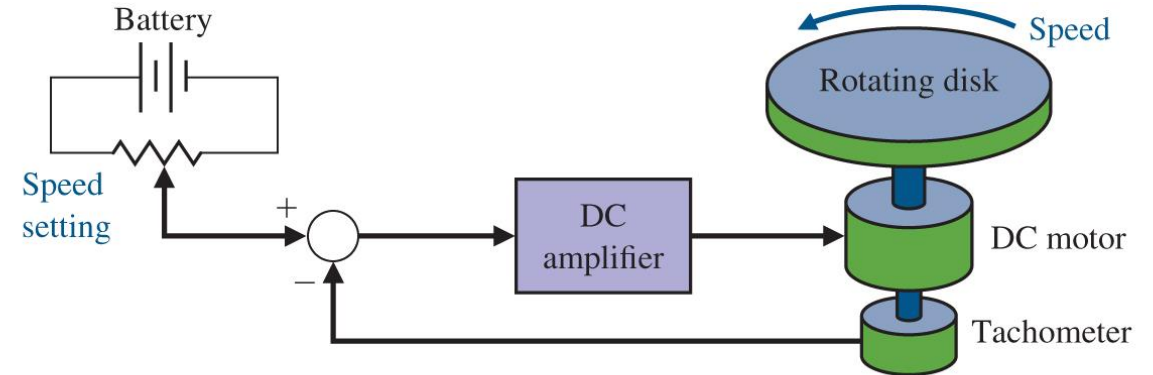 Battery
Speed
Rotating disk
Speed
setting
+
DC
amplifier
DC motor
−
Tachometer